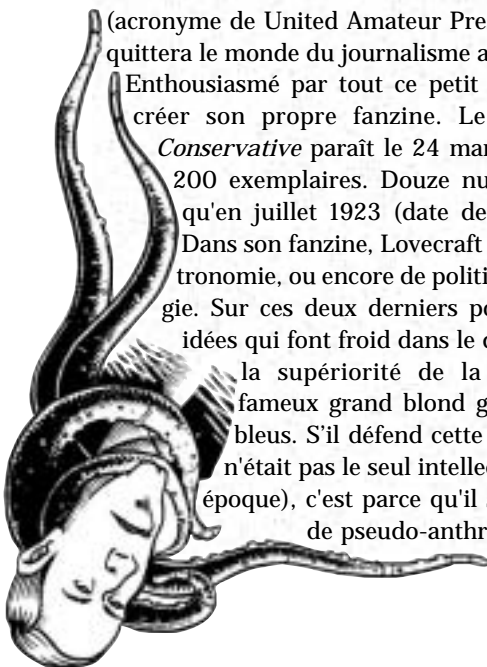 (acronyme de United Amateur Pre
quittera le monde du journalisme a
Enthousiasmé par tout ce petit
créer son propre fanzine. Le
Conservative paraît le 24 mar
200 exemplaires. Douze nu
qu'en juillet 1923 (date de
Dans son fanzine, Lovecraft
tronomie, ou encore de politi
gie. Sur ces deux derniers po
idées qui font froid dans le d
la supériorité de la
fameux grand blond g
bleus. S'il défend cette
n'était pas le seul intellec
époque), c'est parce qu'il
de pseudo-anthr